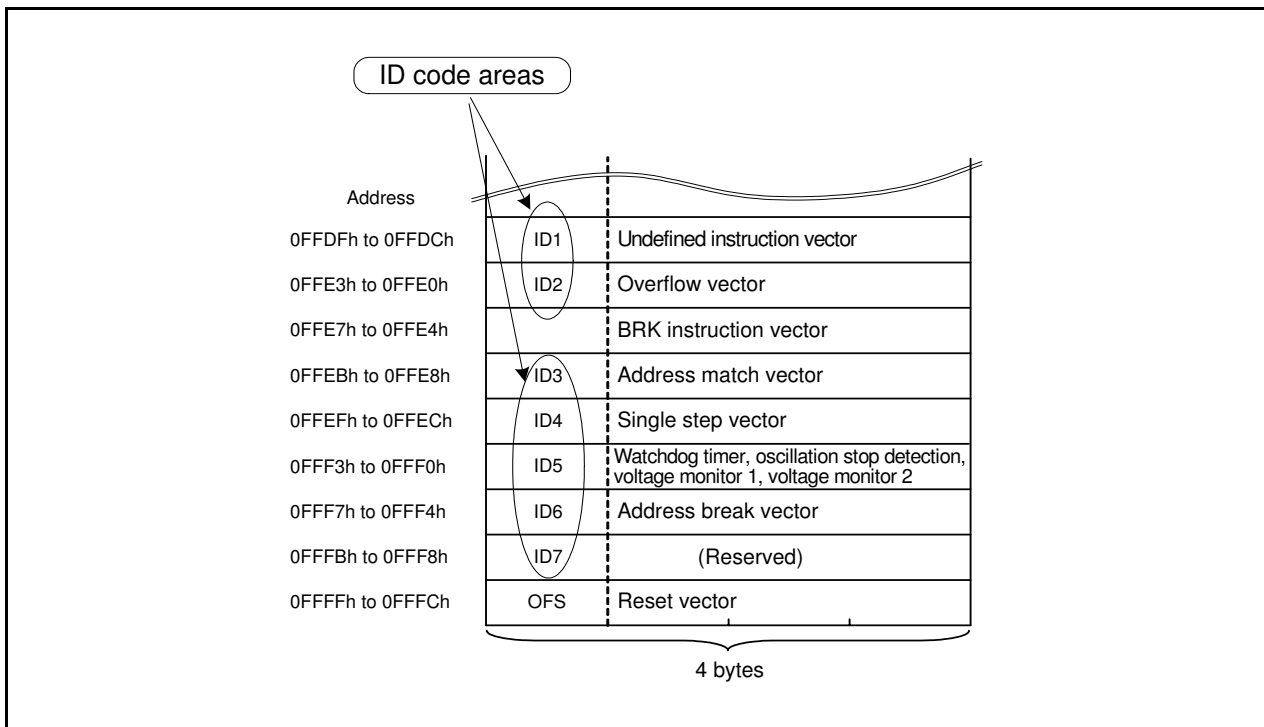 ID code areas
Address
0FFDFh to 0FFDCh ID1 Undefined instruction vector
0FFE3h to 0FFE0h ID2 Overflow vector
0FFE7h to 0FFE4h BRK instruction vector
0FFEBh to 0FFE8h ID3 Address match vector
0FFEFh to 0FFECh ID4 Single step vector
0FFF3h to 0FFF0h ID5 Watchdog timer, oscillation stop detection,
voltage monitor 1, voltage monitor 2
0FFF7h to 0FFF4h ID6 Address break vector
0FFFBh to 0FFF8h ID7 (Reserved)
0FFFFh to 0FFFCh OFS Reset vector
4 bytes